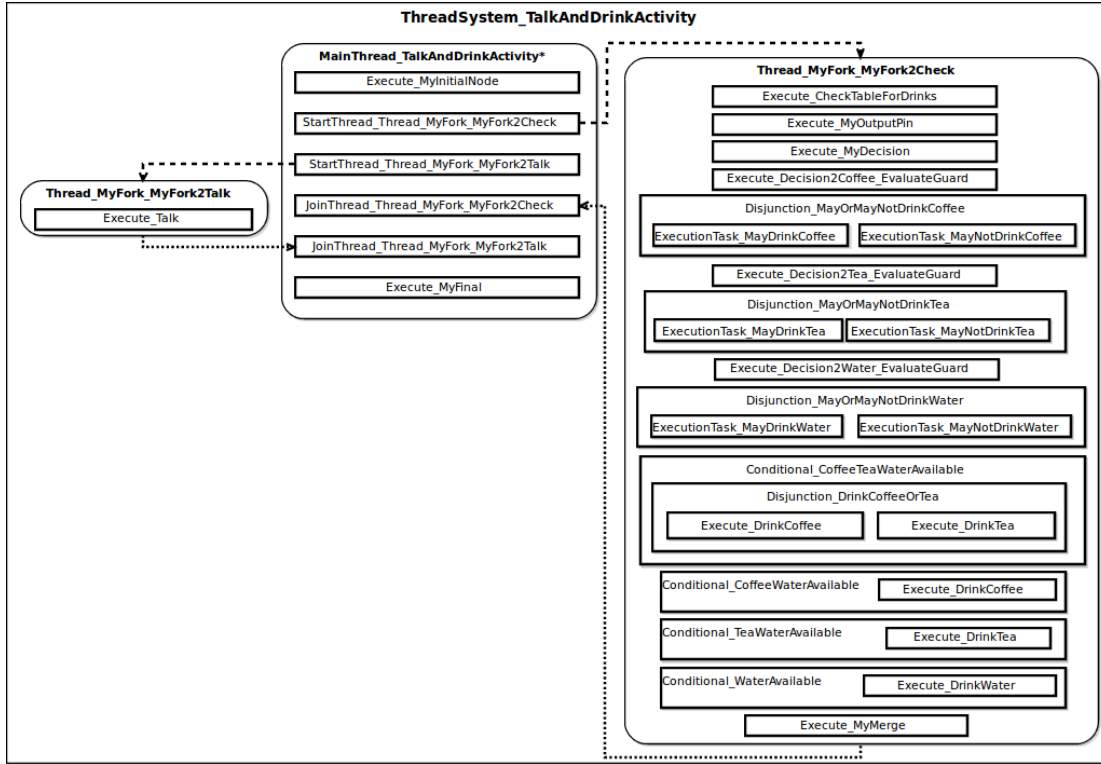 ThreadSystem_TalkAndDrinkActivity
MainThread_TalkAndDrinkActivity*
Execute_MyInitialNode
StartThread_Thread_MyFork_MyFork2Check
StartThread_Thread_MyFork_MyFork2Talk
JoinThread_Thread_MyFork_MyFork2Check
JoinThread_Thread_MyFork_MyFork2Talk
Execute_MyFinal
Thread_MyFork_MyFork2Talk
Execute_Talk
Thread_MyFork_MyFork2Check
Execute_CheckTableForDrinks
Execute_MyOutputPin
Execute_MyDecision
Execute_Decision2Coffee_EvaluateGuard
Disjunction_MayOrMayNotDrinkCoffee
ExecutionTask_MayDrinkCoffee
ExecutionTask_MayNotDrinkCoffee
Execute_Decision2Tea_EvaluateGuard
Disjunction_MayOrMayNotDrinkTea
ExecutionTask_MayDrinkTea
ExecutionTask_MayNotDrinkTea
Execute_Decision2Water_EvaluateGuard
Disjunction_MayOrMayNotDrinkWater
ExecutionTask_MayDrinkWater
ExecutionTask_MayNotDrinkWater
Conditional_CoffeeTeaWaterAvailable
Disjunction_DrinkCoffeeOrTea
Execute_DrinkCoffee
Execute_DrinkTea
Conditional_CoffeeWaterAvailable
Execute_DrinkCoffee
Conditional_TeaWaterAvailable
Execute_DrinkTea
Conditional_WaterAvailable
Execute_DrinkWater
Execute_MyMerge